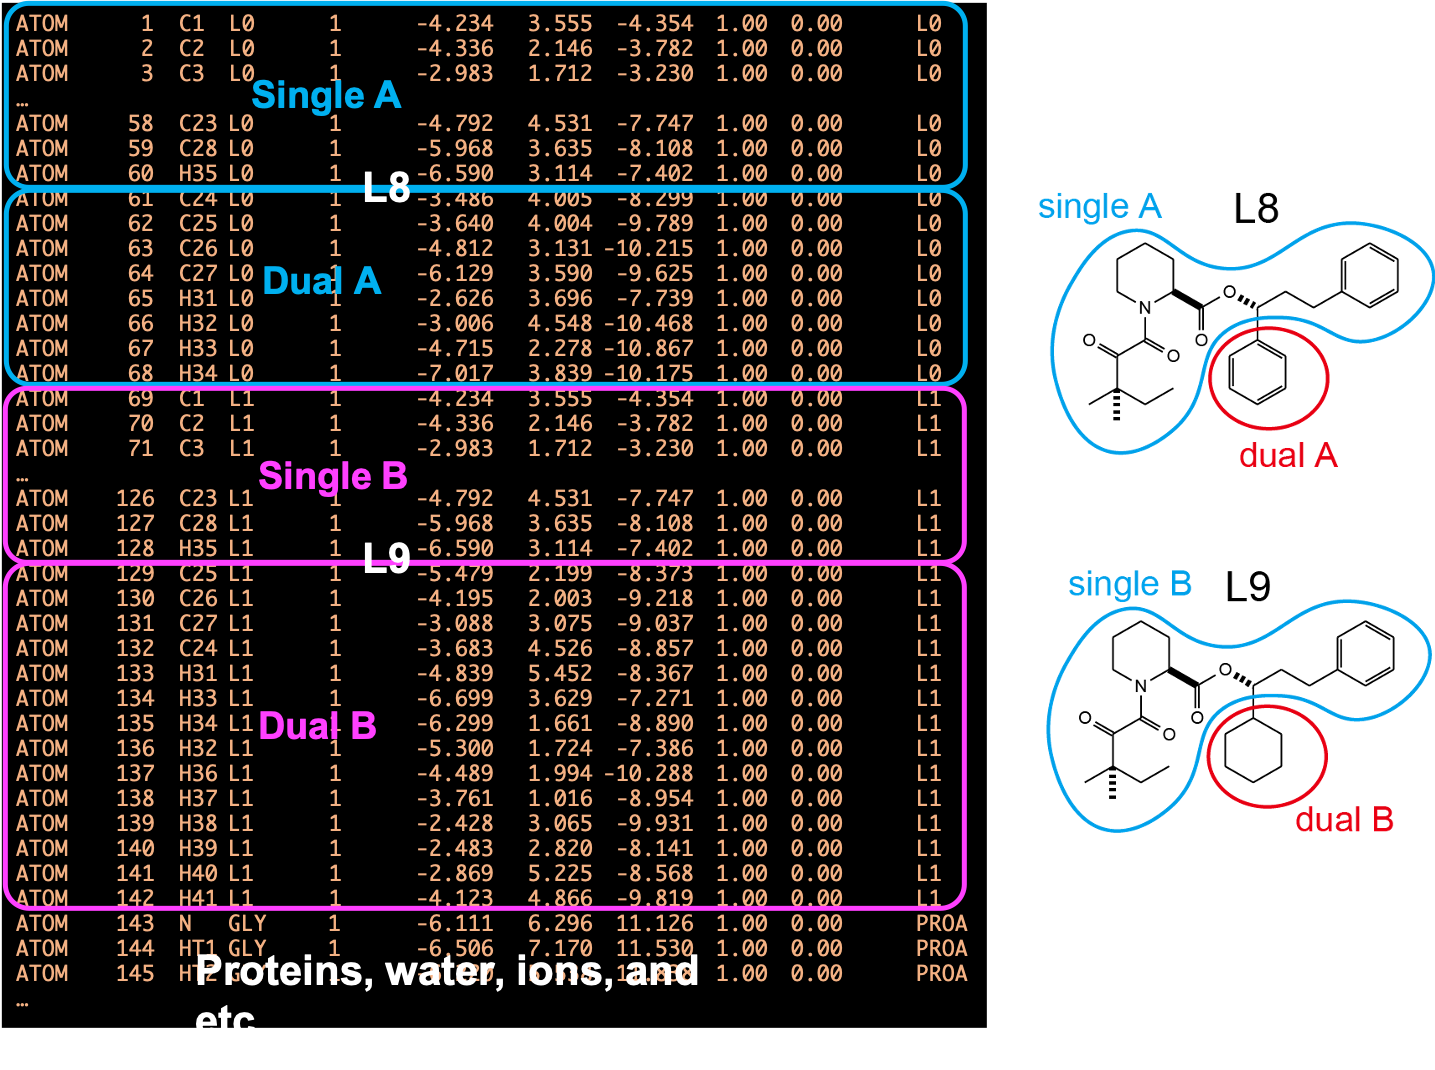 ATOM 1 C1 L0 1 -4.234 3.555 -4.354 1.00 0.00 L0
ATOM 2 C2 L0 1 -4.336 2.146 -3.782 1.00 0.00 L0
ATOM 3 C3 L0 1 -2.983 1.712 -3.230 1.00 0.00 L0
Single A
…
ATOM 58 C23 L0 1 -4.792 4.531 -7.747 1.00 0.00 L0
ATOM 59 C28 L0 1 -5.968 3.635 -8.108 1.00 0.00 L0
ATOM 60 H35 L0 1 -6.590 3.114 -7.402 1.00 0.00 L0
L8
ATOM 61 C24 L0 1 -3.486 4.005 -8.299 1.00 0.00 L0
ATOM 62 C25 L0 1 -3.640 4.004 -9.789 1.00 0.00 L0
ATOM 63 C26 L0 1 -4.812 3.131 -10.215 1.00 0.00 L0
ATOM 64 C27 L0 1 -6.129 3.590 -9.625 1.00 0.00 L0
Dual A
ATOM 65 H31 L0 1 -2.626 3.696 -7.739 1.00 0.00 L0
ATOM 66 H32 L0 1 -3.006 4.548 -10.468 1.00 0.00 L0
ATOM 67 H33 L0 1 -4.715 2.278 -10.867 1.00 0.00 L0
ATOM 68 H34 L0 1 -7.017 3.839 -10.175 1.00 0.00 L0
ATOM 69 C1 L1 1 -4.234 3.555 -4.354 1.00 0.00 L1
ATOM 70 C2 L1 1 -4.336 2.146 -3.782 1.00 0.00 L1
ATOM 71 C3 L1 1 -2.983 1.712 -3.230 1.00 0.00 L1
Single B
…
ATOM 126 C23 L1 1 -4.792 4.531 -7.747 1.00 0.00 L1
ATOM 127 C28 L1 1 -5.968 3.635 -8.108 1.00 0.00 L1
ATOM 128 H35 L1 1 -6.590 3.114 -7.402 1.00 0.00 L1
L9
ATOM 129 C25 L1 1 -5.479 2.199 -8.373 1.00 0.00 L1
ATOM 130 C26 L1 1 -4.195 2.003 -9.218 1.00 0.00 L1
ATOM 131 C27 L1 1 -3.088 3.075 -9.037 1.00 0.00 L1
ATOM 132 C24 L1 1 -3.683 4.526 -8.857 1.00 0.00 L1
ATOM 133 H31 L1 1 -4.839 5.452 -8.367 1.00 0.00 L1
ATOM 134 H33 L1 1 -6.699 3.629 -7.271 1.00 0.00 L1
ATOM 135 H34 L1 1 -6.299 1.661 -8.890 1.00 0.00 L1
Dual B
ATOM 136 H32 L1 1 -5.300 1.724 -7.386 1.00 0.00 L1
ATOM 137 H36 L1 1 -4.489 1.994 -10.288 1.00 0.00 L1
ATOM 138 H37 L1 1 -3.761 1.016 -8.954 1.00 0.00 L1
ATOM 139 H38 L1 1 -2.428 3.065 -9.931 1.00 0.00 L1
ATOM 140 H39 L1 1 -2.483 2.820 -8.141 1.00 0.00 L1
ATOM 141 H40 L1 1 -2.869 5.225 -8.568 1.00 0.00 L1
ATOM 142 H41 L1 1 -4.123 4.866 -9.819 1.00 0.00 L1
ATOM 143 N GLY 1 -6.111 6.296 11.126 1.00 0.00 PROA
ATOM 144 HT1 GLY 1 -6.506 7.170 11.530 1.00 0.00 PROA
ATOM 145 HT2 1.00 0.00 PROA
Proteins, water, ions, and
etc
…
single A L8
O
N
O
O
O
dual A
single B L9
O
N
O
O
O
dual B